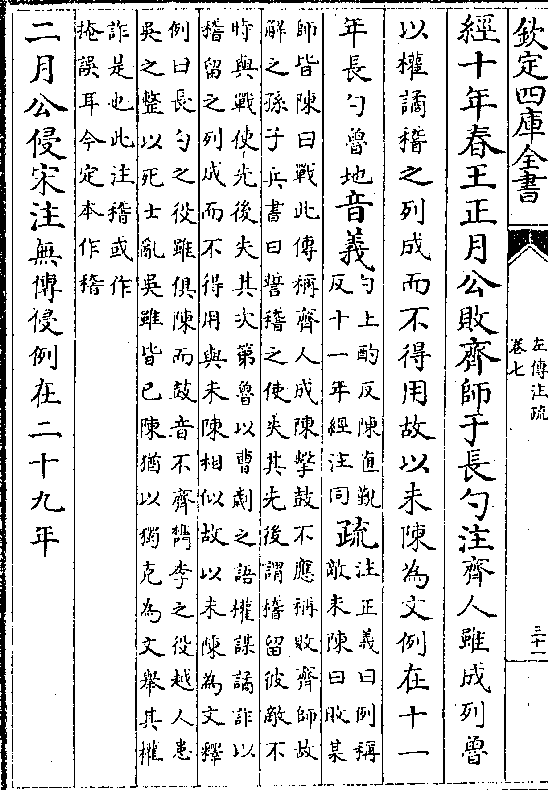 欽定四庫全書
左傳注疏
卷七
三十一
經十年春王正月公敗齊師于長勺注齊人雖成列魯
以權譎稽之列成而不得用故以未陳為文例在十一
年長勺魯地音義勺上酌反陳直覲
反十一年經注同疏注正義曰例稱
敵未陳曰敗某
師皆陳曰戰此傳稱齊人成陳擊鼓不應稱敗齊師故
解之孫子兵書曰誓稽之使失其先後謂稽留彼敵不
時與戰使先後失其次第魯以曹劌之語權謀譎詐以
稽留之列成而不得用與未陳相似故以未陳為文釋
例曰長勺之役雖俱陳而鼓音不齊檇李之役越人患
吳之整以死士亂吳雖皆已陳猶以獨克為文舉其權
詐是也此注稽或作
掩誤耳今定本作稽
二月公侵宋注無傳侵例在二十九年